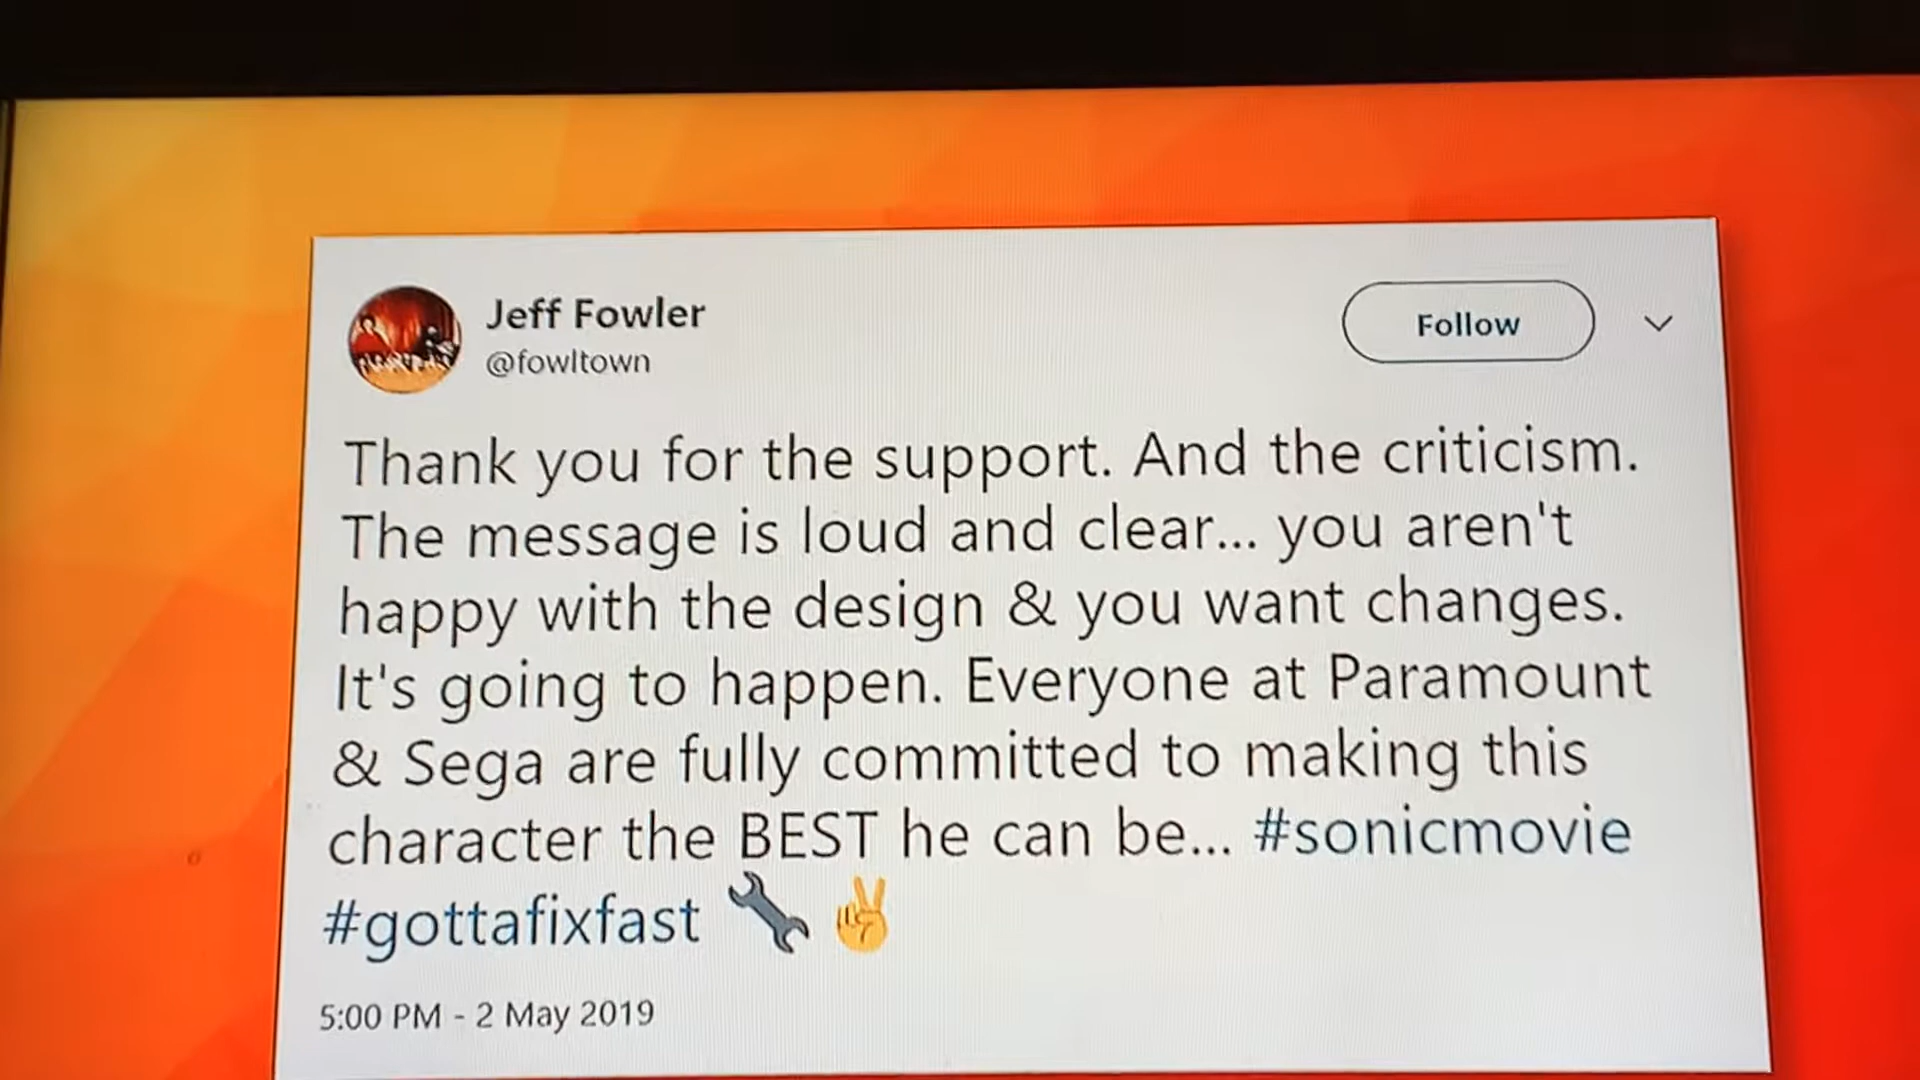 Jeff Fowler
@fowltown
Follow
Thank you for the support. And the criticism.
The message is loud and clear... you aren't
happy with the design & you want changes.
It's going to happen. Everyone at Paramount
& Sega are fully committed to making this
character the BEST he can be... #sonicmovie
#gottafixfast 🔧 ✌
5:00 PM - 2 May 2019